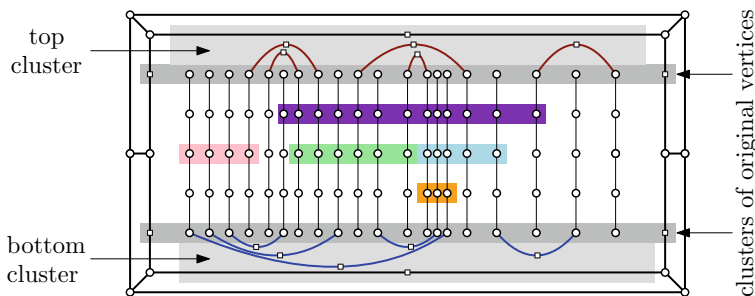 top
cluster
bottom
cluster
clusters of original vertices